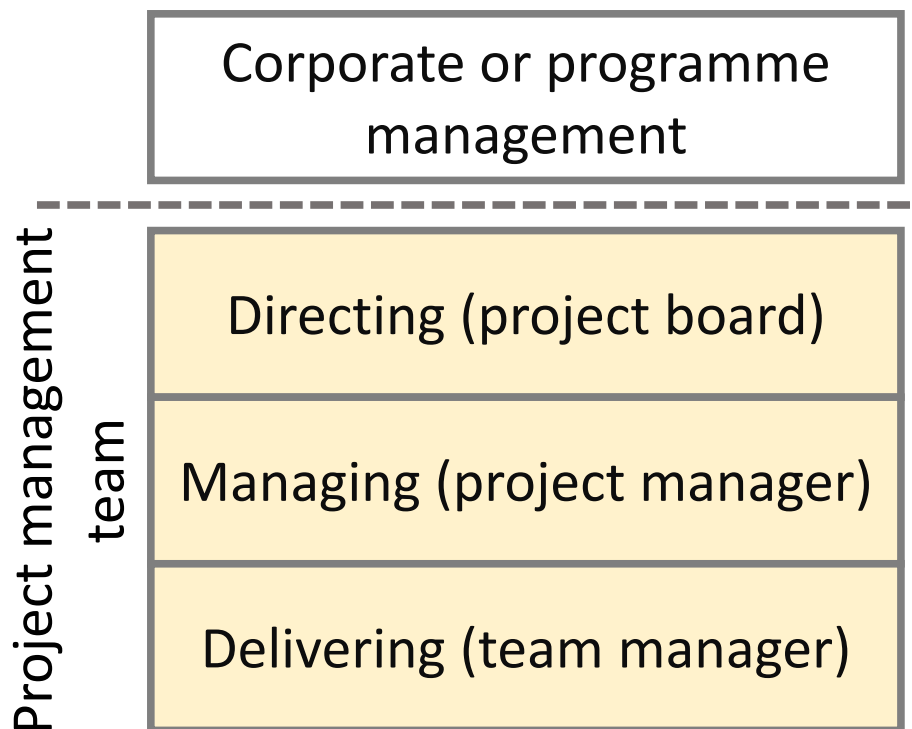 Corporate or programme
management
Project management
team
Directing (project board)
Managing (project manager)
Delivering (team manager)